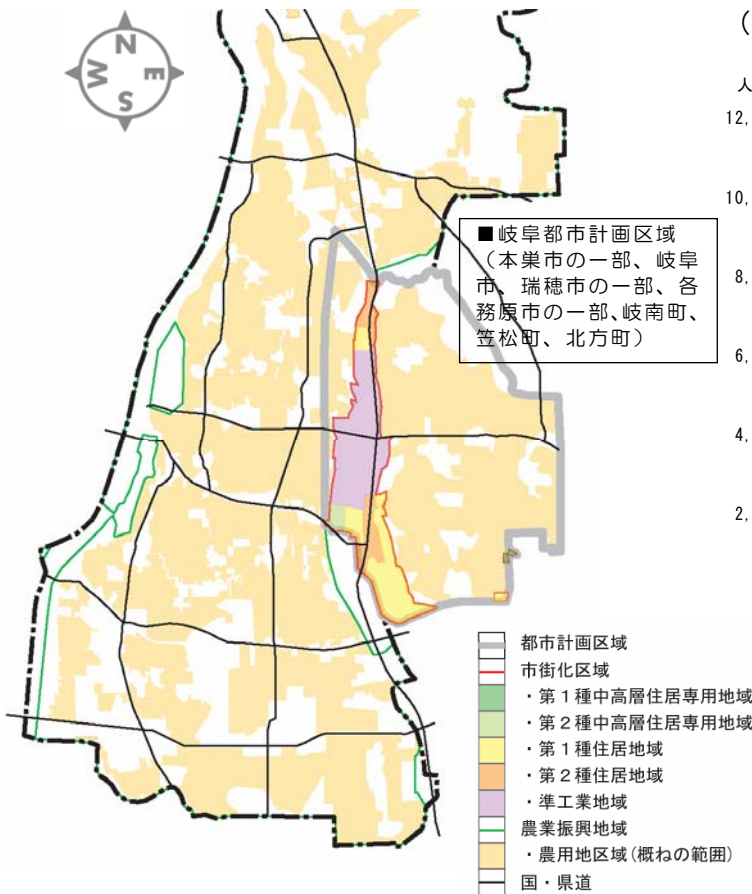 N
W
E
S
（
人
12,
10,
8,
6,
4,
2,
■岐阜都市計画区域
（本巣市の一部、岐阜
市、瑞穂市の一部、各
務原市の一部、岐南町、
笠松町、北方町）
都市計画区域
市街化区域
・第１種中高層住居専用地域
・第２種中高層住居専用地域
・第１種住居地域
・第２種住居地域
・準工業地域
農業振興地域
・農用地区域(概ねの範囲)
国・県道